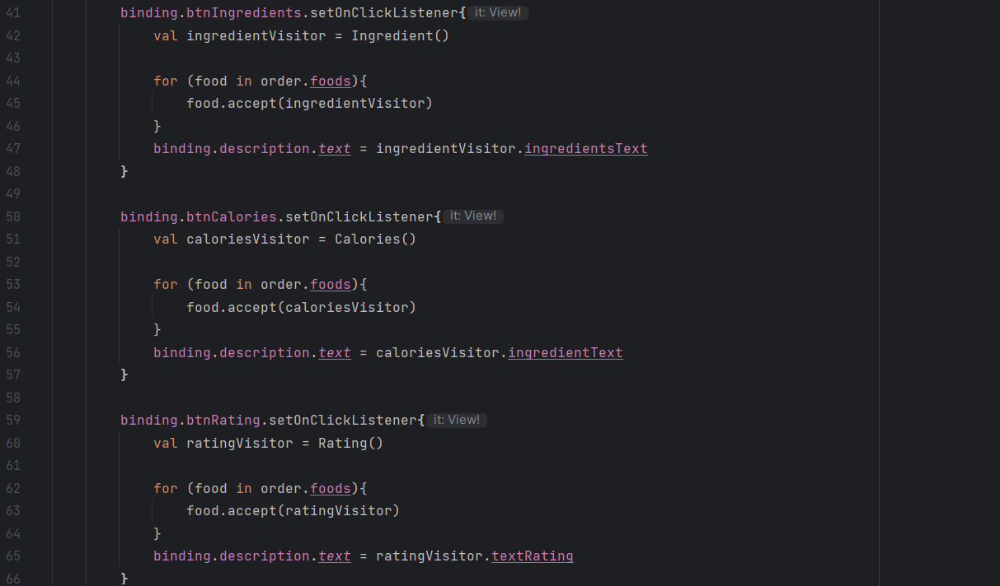 41 binding.btnIngredients.setOnClickListener{ it: View!
42 val ingredientVisitor = Ingredient()
43
44 for (food in order.foods){
45 food.accept(ingredientVisitor)
46 }
47 binding.description.text = ingredientVisitor.ingredientsText
48 }
49
50 binding.btnCalories.setOnClickListener{ it: View!
51 val caloriesVisitor = Calories()
52
53 for (food in order.foods){
54 food.accept(caloriesVisitor)
55 }
56 binding.description.text = caloriesVisitor.ingredientText
57 }
58
59 binding.btnRating.setOnClickListener{ it: View!
60 val ratingVisitor = Rating()
61
62 for (food in order.foods){
63 food.accept(ratingVisitor)
64 }
65 binding.description.text = ratingVisitor.textRating
66 }